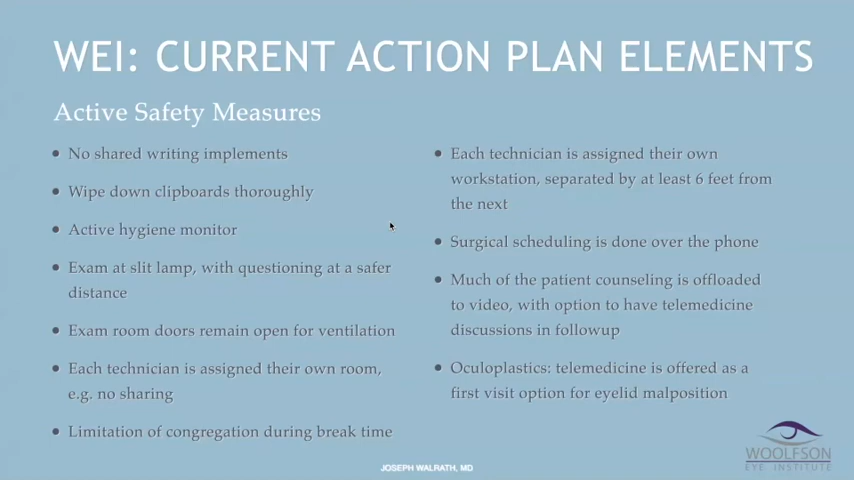 WEI: CURRENT ACTION PLAN ELEMENTS
Active Safety Measures
• No shared writing implements
• Wipe down clipboards thoroughly
• Active hygiene monitor
• Exam at slit lamp, with questioning at a safer
distance
• Exam room doors remain open for ventilation
• Each technician is assigned their own room,
e.g. no sharing
• Limitation of congregation during break time
• Each technician is assigned their own
workstation, separated by at least 6 feet from
the next
• Surgical scheduling is done over the phone
• Much of the patient counseling is offloaded
to video, with option to have telemedicine
discussions in followup
• Oculoplastics: telemedicine is offered as a
first visit option for eyelid malposition
JOSEPH WALRATH, MD
WOOLFSON
EYE INSTITUTE